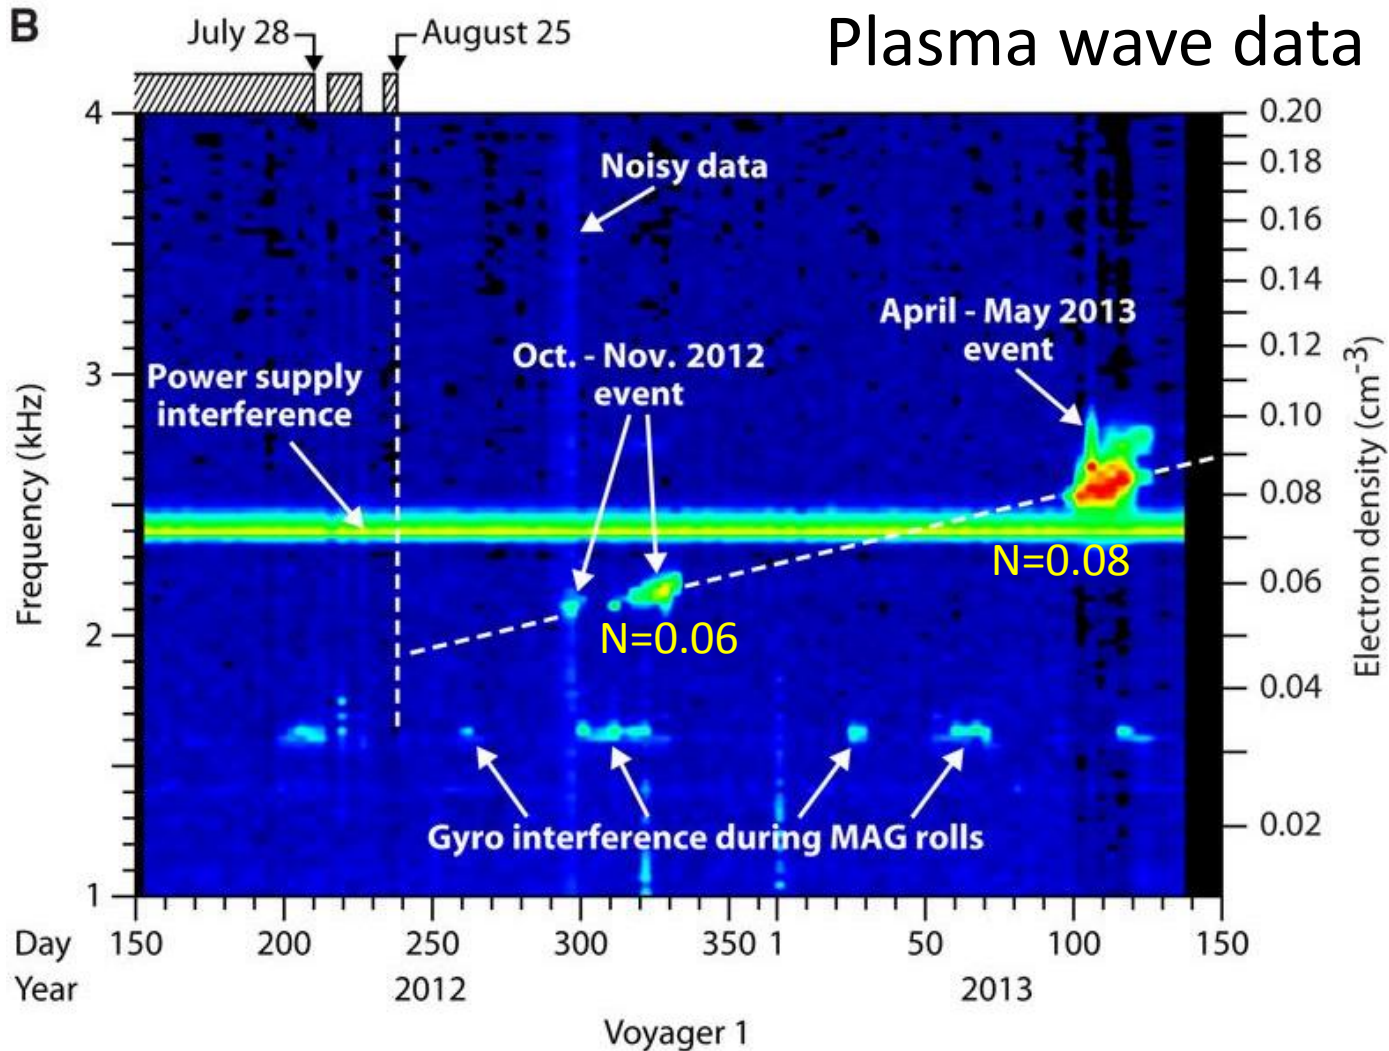 B
July 28
August 25
Plasma wave data
4
3
2
1
Frequency (kHz)
0.20
0.18
0.16
0.14
0.12
0.10
0.08
0.06
0.04
0.02
Electron density (cm-3)
Noisy data
April - May 2013
event
Oct. - Nov. 2012
event
Power supply
interference
N=0.08
N=0.06
Gyro interference during MAG rolls
Day 150 200 250 300 350 1 50 100 150
Year 2012 2013
Voyager 1